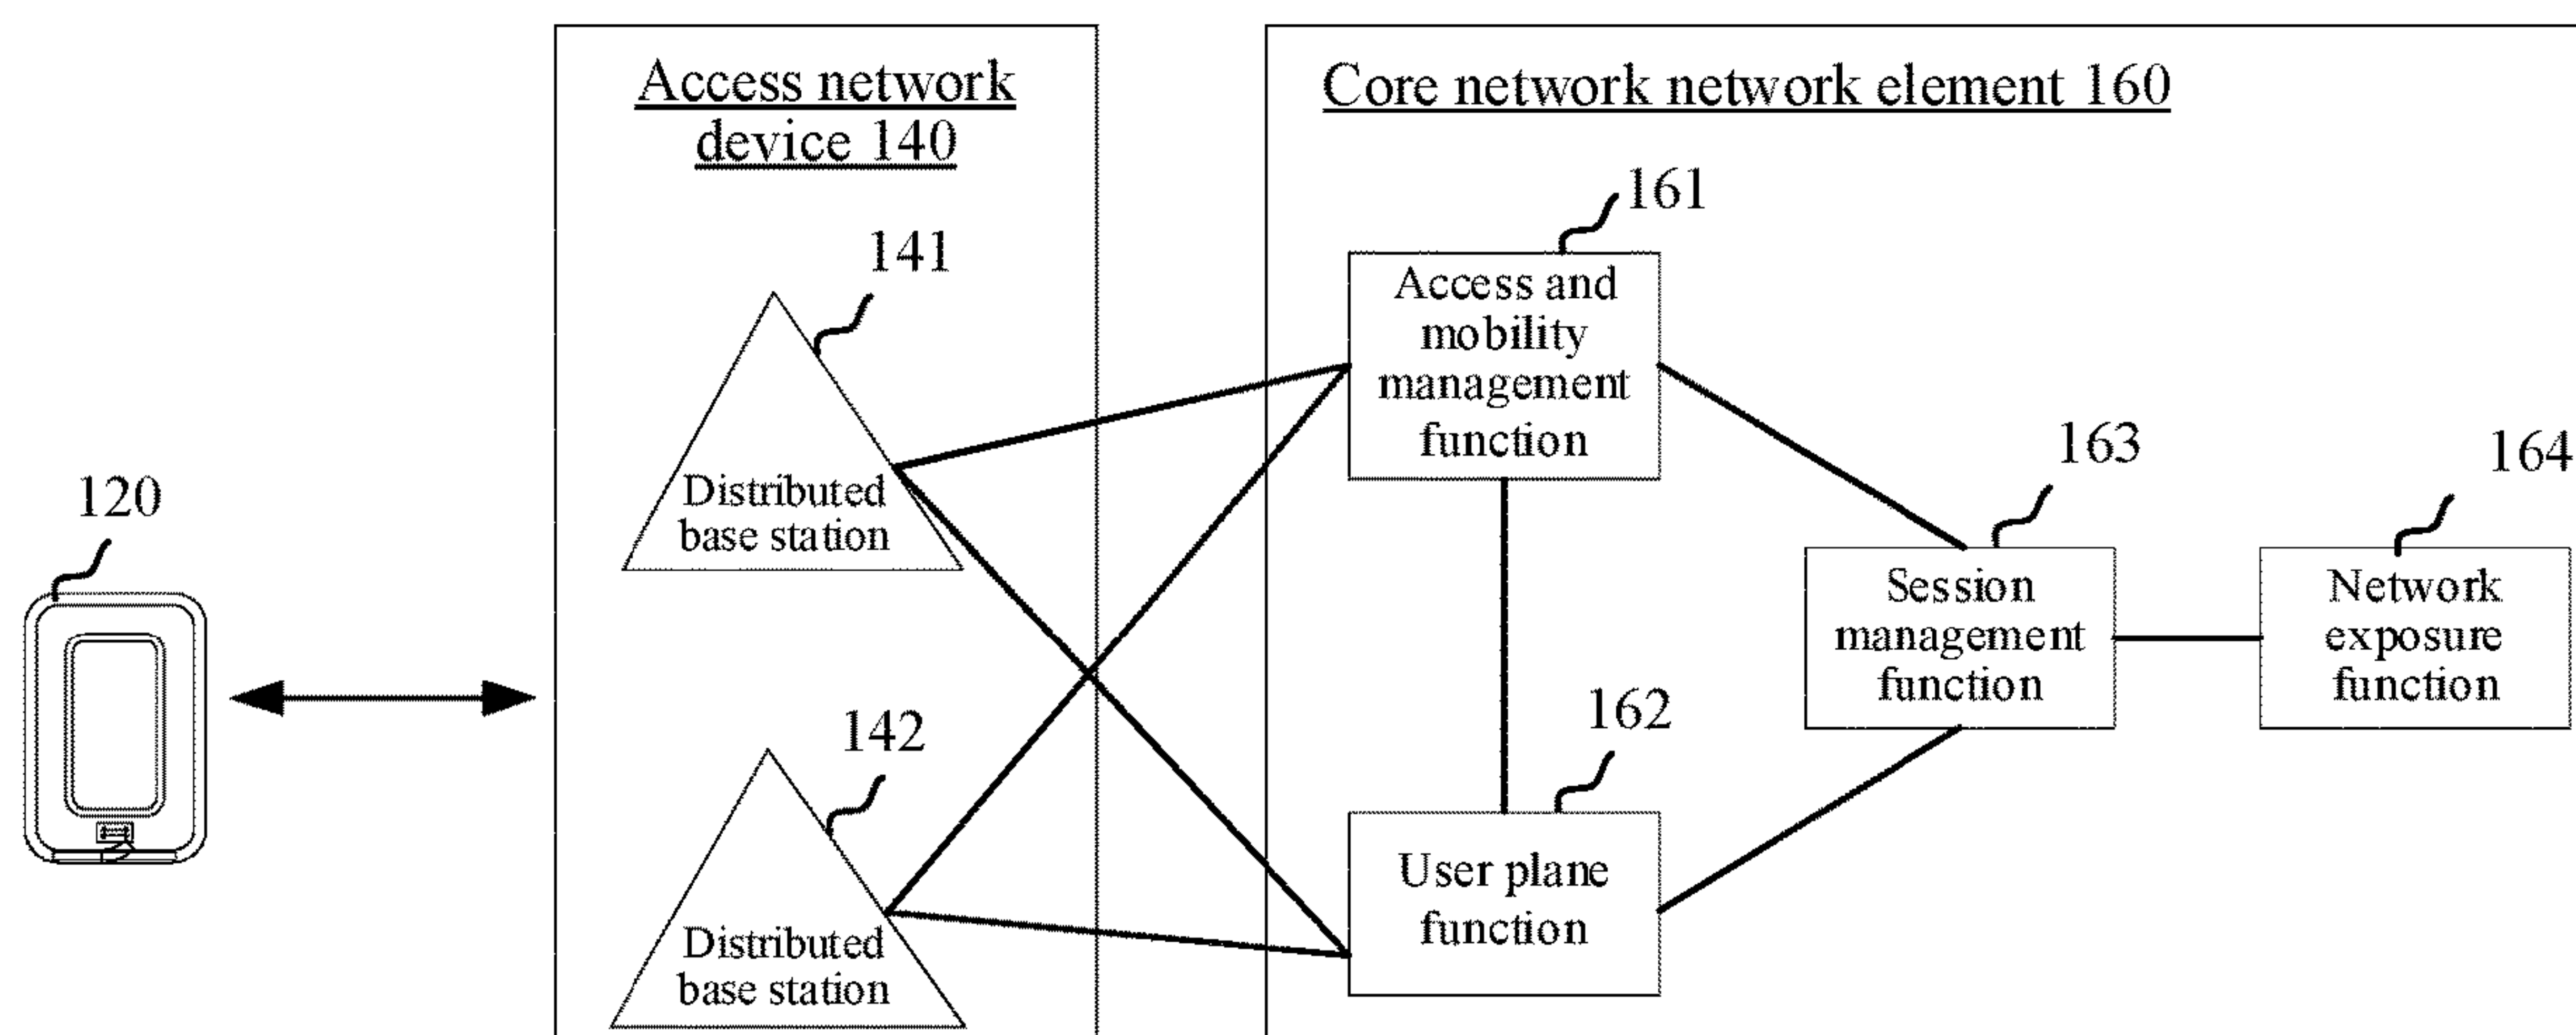 Access network
device 140
Core network network element 160
161
141
Access and
mobility
management
function
163
164
120
Distributed
base station
Session
management
function
Network
exposure
function
162
142
User plane
function
Distributed
base station